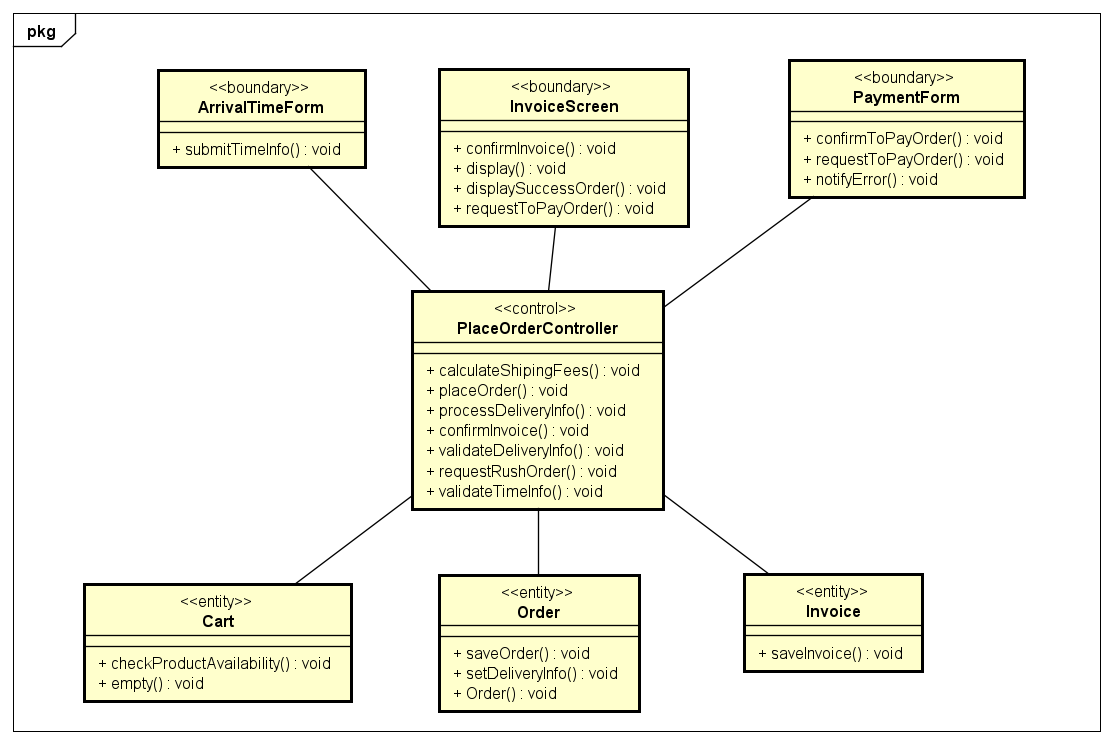 pkg
<<boundary>>
ArrivalTimeForm
+ submitTimeInfo() : void
<<boundary>>
InvoiceScreen
+ confirmInvoice() : void
+ display() : void
+ displaySuccessOrder() : void
+ requestToPayOrder() : void
<<boundary>>
PaymentForm
+ confirmToPayOrder() : void
+ requestToPayOrder() : void
+ notifyError() : void
<<control>>
PlaceOrderController
+ calculateShipingFees() : void
+ placeOrder() : void
+ processDeliveryInfo() : void
+ confirmInvoice() : void
+ validateDeliveryInfo() : void
+ requestRushOrder() : void
+ validateTimeInfo() : void
<<entity>>
Cart
+ checkProductAvailability() : void
+ empty() : void
<<entity>>
Order
+ saveOrder() : void
+ setDeliveryInfo() : void
+ Order() : void
<<entity>>
Invoice
+ saveInvoice() : void